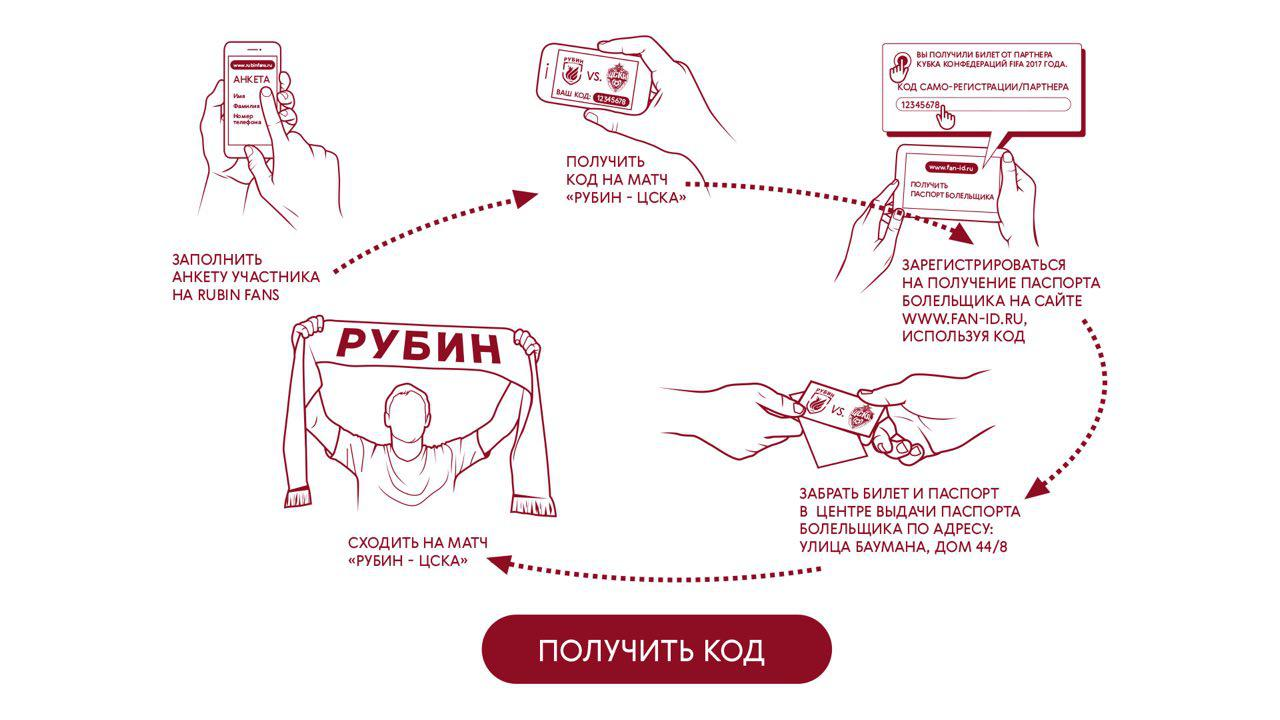 www.rubinfans.ru
АНКЕТА
Имя
Фамилия
Номер
телефона
ЗАПОЛНИТЬ
АНКЕТУ УЧАСТНИКА
НА RUBIN FANS
РУБИН
VS.
ЦСКА
ВАШ КОД: 12345678
ПОЛУЧИТЬ
КОД НА МАТЧ
«РУБИН - ЦСКА»
ВЫ ПОЛУЧИЛИ БИЛЕТ ОТ ПАРТНЕРА
КУБКА КОНФЕДЕРАЦИЙ FIFA 2017 ГОДА.
КОД САМО-РЕГИСТРАЦИИ/ПАРТНЕРА
12345678
www.fan-id.ru
ПОЛУЧИТЬ
ПАСПОРТ БОЛЕЛЬЩИКА
ЗАРЕГИСТРИРОВАТЬСЯ
НА ПОЛУЧЕНИЕ ПАСПОРТА
БОЛЕЛЬЩИКА НА САЙТЕ
WWW.FAN-ID.RU,
ИСПОЛЬЗУЯ КОД
РУБИН
VS.
ЦСКА
ЗАБРАТЬ БИЛЕТ И ПАСПОРТ
В ЦЕНТРЕ ВЫДАЧИ ПАСПОРТА
БОЛЕЛЬЩИКА ПО АДРЕСУ:
УЛИЦА БАУМАНА, ДОМ 44/8
РУБИН
СХОДИТЬ НА МАТЧ
«РУБИН - ЦСКА»
ПОЛУЧИТЬ КОД